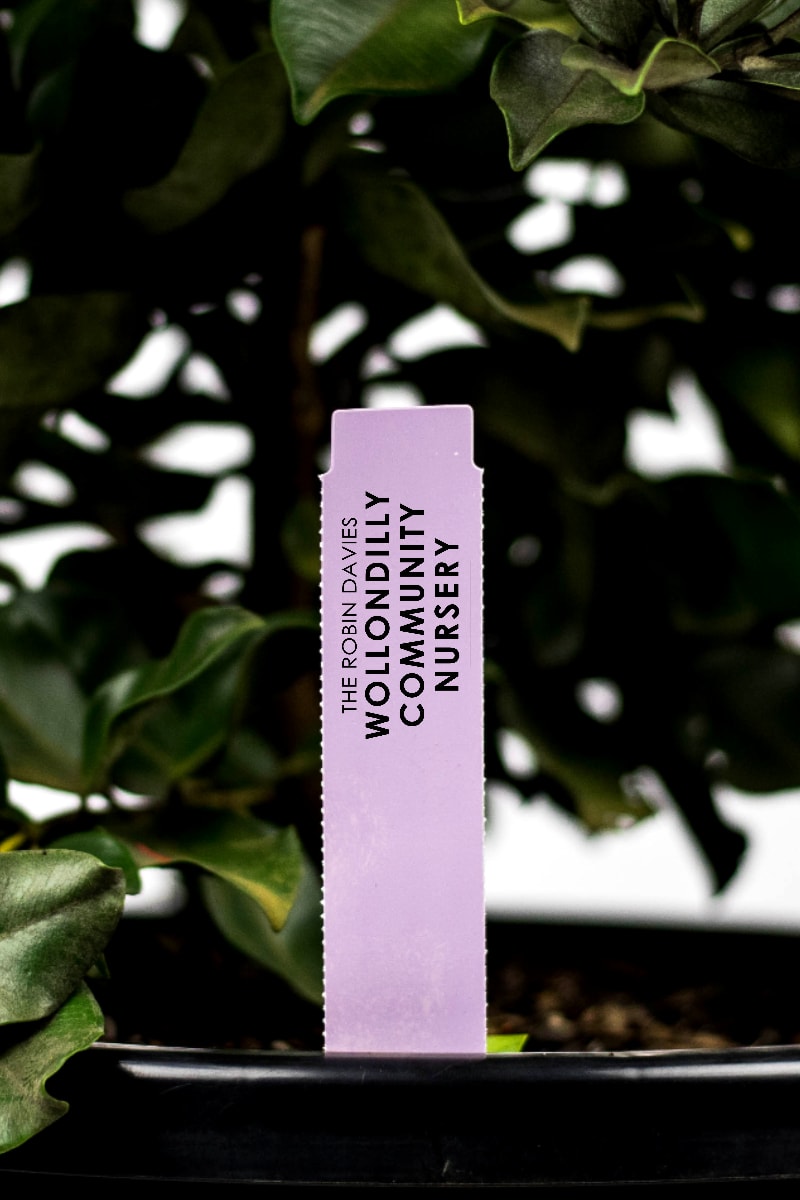 THE ROBIN DAVIES
WOLLONDILLY
COMMUNITY
NURSERY